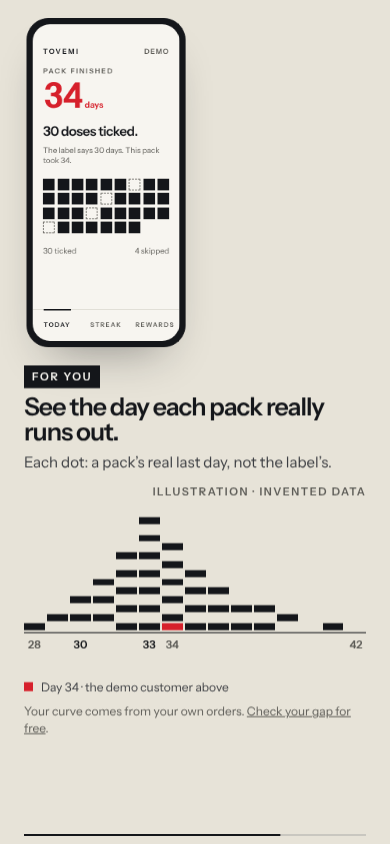 TOVEMI DEMO
PACK FINISHED
34 days
30 doses ticked.
The label says 30 days. This pack
took 34.
30 ticked 4 skipped
TODAY STREAK REWARDS
FOR YOU
See the day each pack really
runs out.
Each dot: a pack's real last day, not the label's.
ILLUSTRATION · INVENTED DATA
28 30 33 34 42
Day 34 · the demo customer above
Your curve comes from your own orders. Check your gap for
free.